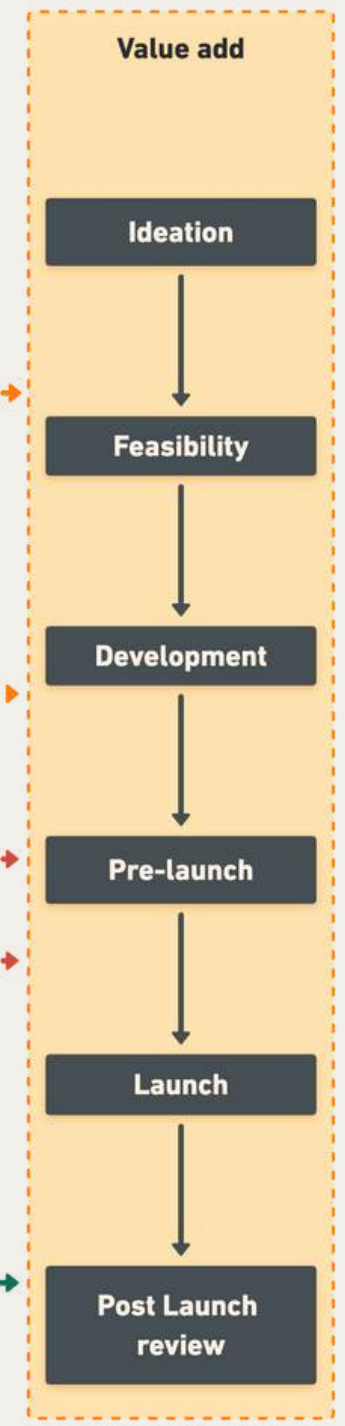 Value add
Ideation
Feasibility
Development
Pre-launch
Launch
Post Launch
review